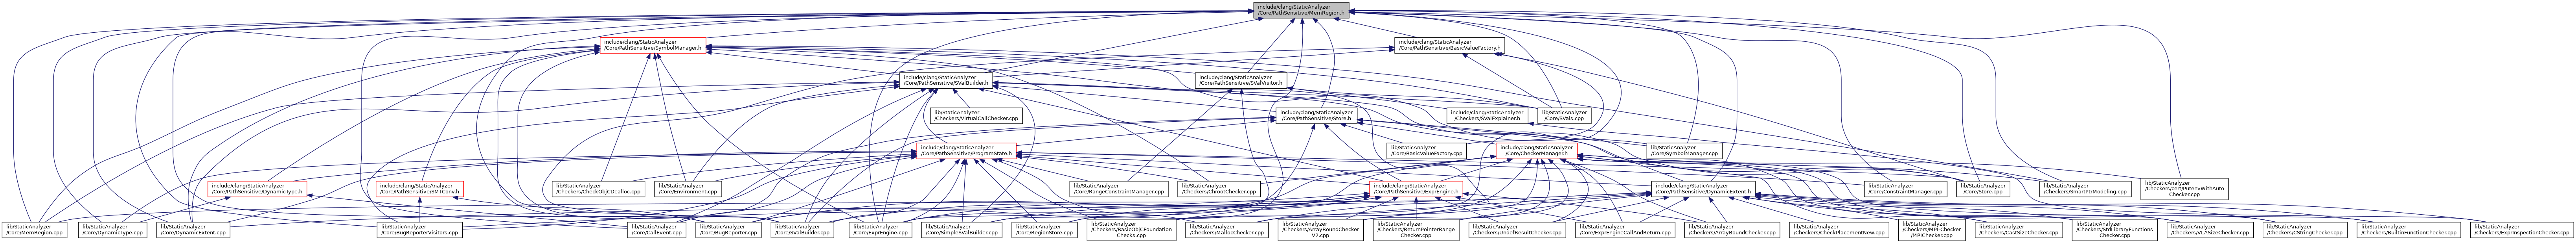 include/clang/StaticAnalyzer
/Core/PathSensitive/MemRegion.h
include/clang/StaticAnalyzer
/Core/PathSensitive/SymbolManager.h
include/clang/StaticAnalyzer
/Core/PathSensitive/BasicValueFactory.h
include/clang/StaticAnalyzer
/Core/PathSensitive/SValBuilder.h
include/clang/StaticAnalyzer
/Core/PathSensitive/SValVisitor.h
lib/StaticAnalyzer
/Checkers/VirtualCallChecker.cpp
include/clang/StaticAnalyzer
/Core/PathSensitive/Store.h
include/clang/StaticAnalyzer
/Checkers/SValExplainer.h
lib/StaticAnalyzer
/Core/SVals.cpp
include/clang/StaticAnalyzer
/Core/PathSensitive/ProgramState.h
lib/StaticAnalyzer
/Core/BasicValueFactory.cpp
include/clang/StaticAnalyzer
/Core/CheckerManager.h
lib/StaticAnalyzer
/Core/SymbolManager.cpp
include/clang/StaticAnalyzer
/Core/PathSensitive/DynamicType.h
include/clang/StaticAnalyzer
/Core/PathSensitive/SMTConv.h
lib/StaticAnalyzer
/Checkers/CheckObjCDealloc.cpp
lib/StaticAnalyzer
/Core/Environment.cpp
lib/StaticAnalyzer
/Core/RangeConstraintManager.cpp
lib/StaticAnalyzer
/Checkers/ChrootChecker.cpp
include/clang/StaticAnalyzer
/Core/PathSensitive/ExprEngine.h
include/clang/StaticAnalyzer
/Core/PathSensitive/DynamicExtent.h
lib/StaticAnalyzer
/Core/ConstraintManager.cpp
lib/StaticAnalyzer
/Core/Store.cpp
lib/StaticAnalyzer
/Checkers/SmartPtrModeling.cpp
lib/StaticAnalyzer
/Checkers/cert/PutenvWithAuto
Checker.cpp
lib/StaticAnalyzer
/Core/MemRegion.cpp
lib/StaticAnalyzer
/Core/DynamicType.cpp
lib/StaticAnalyzer
/Core/DynamicExtent.cpp
lib/StaticAnalyzer
/Core/BugReporterVisitors.cpp
lib/StaticAnalyzer
/Core/CallEvent.cpp
lib/StaticAnalyzer
/Core/BugReporter.cpp
lib/StaticAnalyzer
/Core/SValBuilder.cpp
lib/StaticAnalyzer
/Core/ExprEngine.cpp
lib/StaticAnalyzer
/Core/SimpleSValBuilder.cpp
lib/StaticAnalyzer
/Core/RegionStore.cpp
lib/StaticAnalyzer
/Checkers/BasicObjCFoundation
Checks.cpp
lib/StaticAnalyzer
/Checkers/MallocChecker.cpp
lib/StaticAnalyzer
/Checkers/ArrayBoundChecker
V2.cpp
lib/StaticAnalyzer
/Checkers/ReturnPointerRange
Checker.cpp
lib/StaticAnalyzer
/Checkers/UndefResultChecker.cpp
lib/StaticAnalyzer
/Core/ExprEngineCallAndReturn.cpp
lib/StaticAnalyzer
/Checkers/ArrayBoundChecker.cpp
lib/StaticAnalyzer
/Checkers/CheckPlacementNew.cpp
lib/StaticAnalyzer
/Checkers/MPI-Checker
/MPIChecker.cpp
lib/StaticAnalyzer
/Checkers/CastSizeChecker.cpp
lib/StaticAnalyzer
/Checkers/StdLibraryFunctions
Checker.cpp
lib/StaticAnalyzer
/Checkers/VLASizeChecker.cpp
lib/StaticAnalyzer
/Checkers/CStringChecker.cpp
lib/StaticAnalyzer
/Checkers/BuiltinFunctionChecker.cpp
lib/StaticAnalyzer
/Checkers/ExprInspectionChecker.cpp